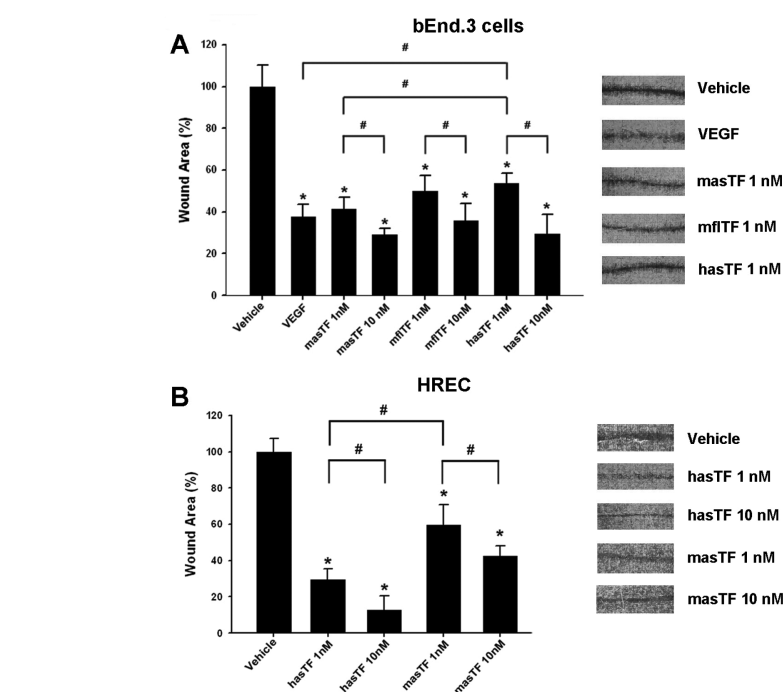 bEnd.3 cells
A
120
100
80
60
40
20
0
Wound Area (%)
#
#
#
#
#
*
*
*
*
*
*
*
Vehicle
VEGF
masTF 1nM
masTF 10 nM
mflTF 1nM
mflTF 10nM
hasTF 1nM
hasTF 10nM
Vehicle
VEGF
masTF 1 nM
mflTF 1 nM
hasTF 1 nM
HREC
B
120
100
80
60
40
20
0
Wound Area (%)
#
#
#
*
*
*
*
Vehicle
hasTF 1nM
hasTF 10nM
masTF 1nM
masTF 10nM
Vehicle
hasTF 1 nM
hasTF 10 nM
masTF 1 nM
masTF 10 nM